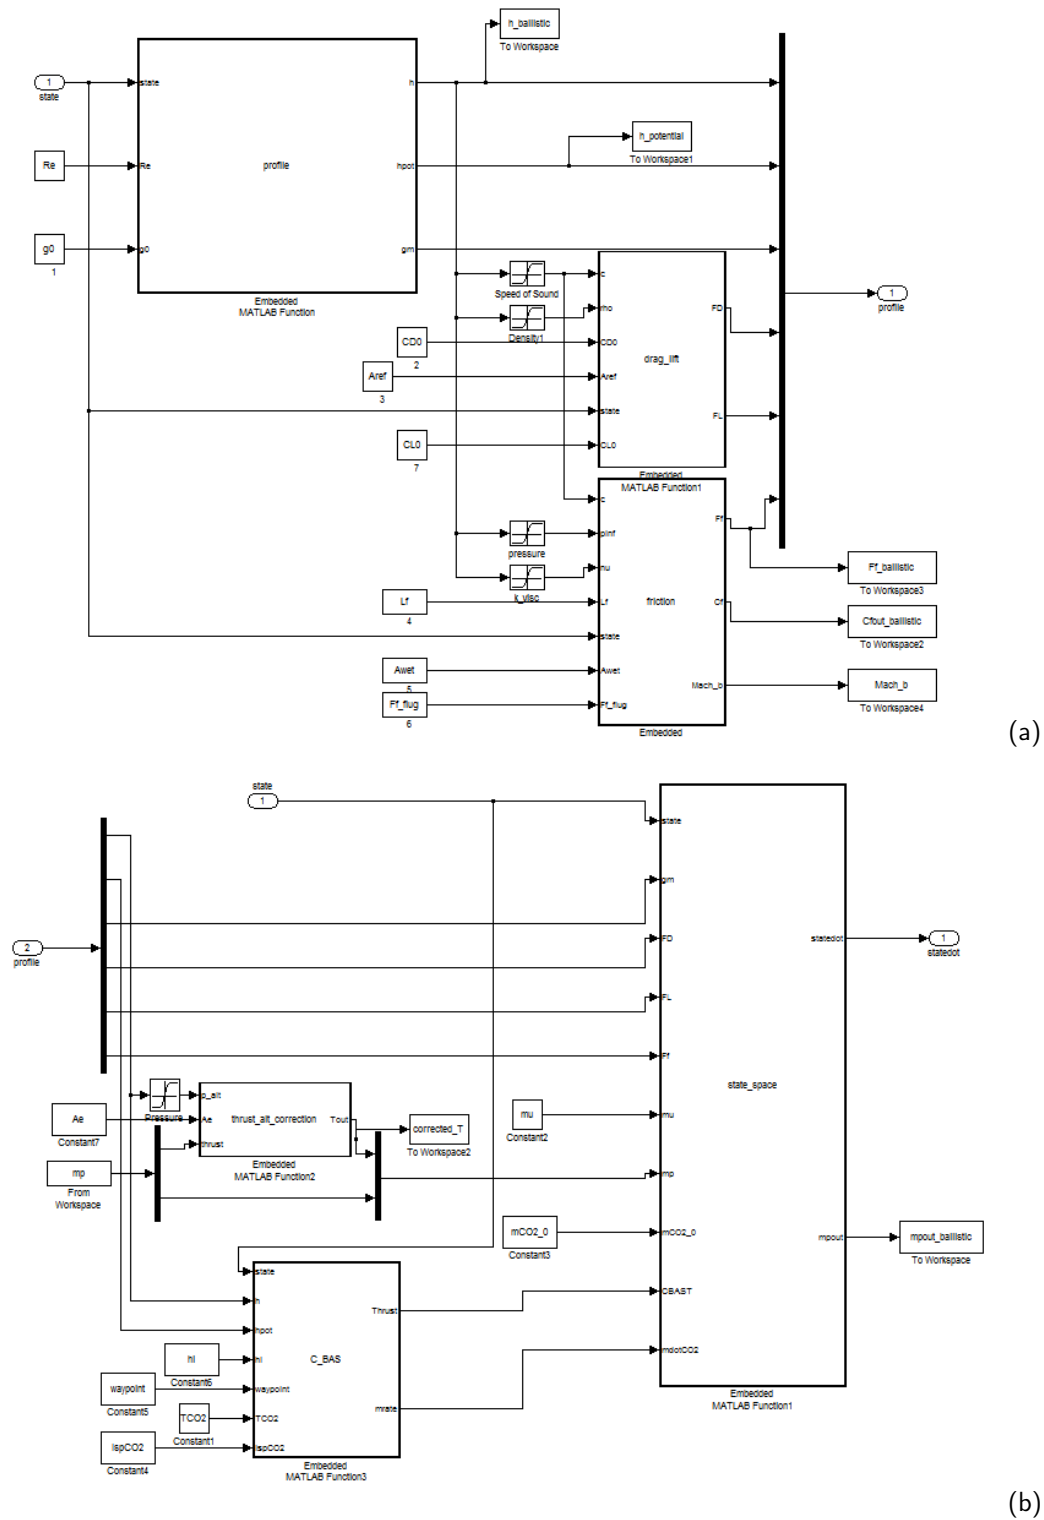 h_ballistic
To Workspace
1
state
state
h
h_potential
To Workspace1
Re
Re
profile
hpot
g0
1
g0
gm
Embedded
MATLAB Function
Speed of Sound
c
1
profile
Density1
rho
FD
CD0
2
CD0
drag_lift
Aref
3
Aref
state
FL
CL0
7
CL0
Embedded
MATLAB Function1
c
Ff
pressure
pinf
k_visc
nu
Ff_ballistic
To Workspace3
Lf
4
Lf
friction
Cf
Cfout_ballistic
To Workspace2
state
Awet
5
Awet
Mach_b
Mach_b
To Workspace4
Ff_flug
6
Ff_flug
Embedded
(a)
state
1
state
gm
2
profile
FD
statedot
1
statedot
FL
Ff
state_space
Pressure
p_alt
thrust_alt_correction
Tout
Ae
Constant7
Ae
thrust
corrected_T
To Workspace2
mu
Constant2
mu
Embedded
MATLAB Function2
mp
From
Workspace
mp
mCO2_0
Constant3
mCO2_0
mpout
mpout_ballistic
To Workspace
state
h
Thrust
CBAST
hpot
hl
Constant6
hl
C_BAS
mdotCO2
waypoint
Constant5
waypoint
mrate
TCO2
Constant1
TCO2
IspCO2
Constant4
IspCO2
Embedded
MATLAB Function1
Embedded
MATLAB Function3
(b)